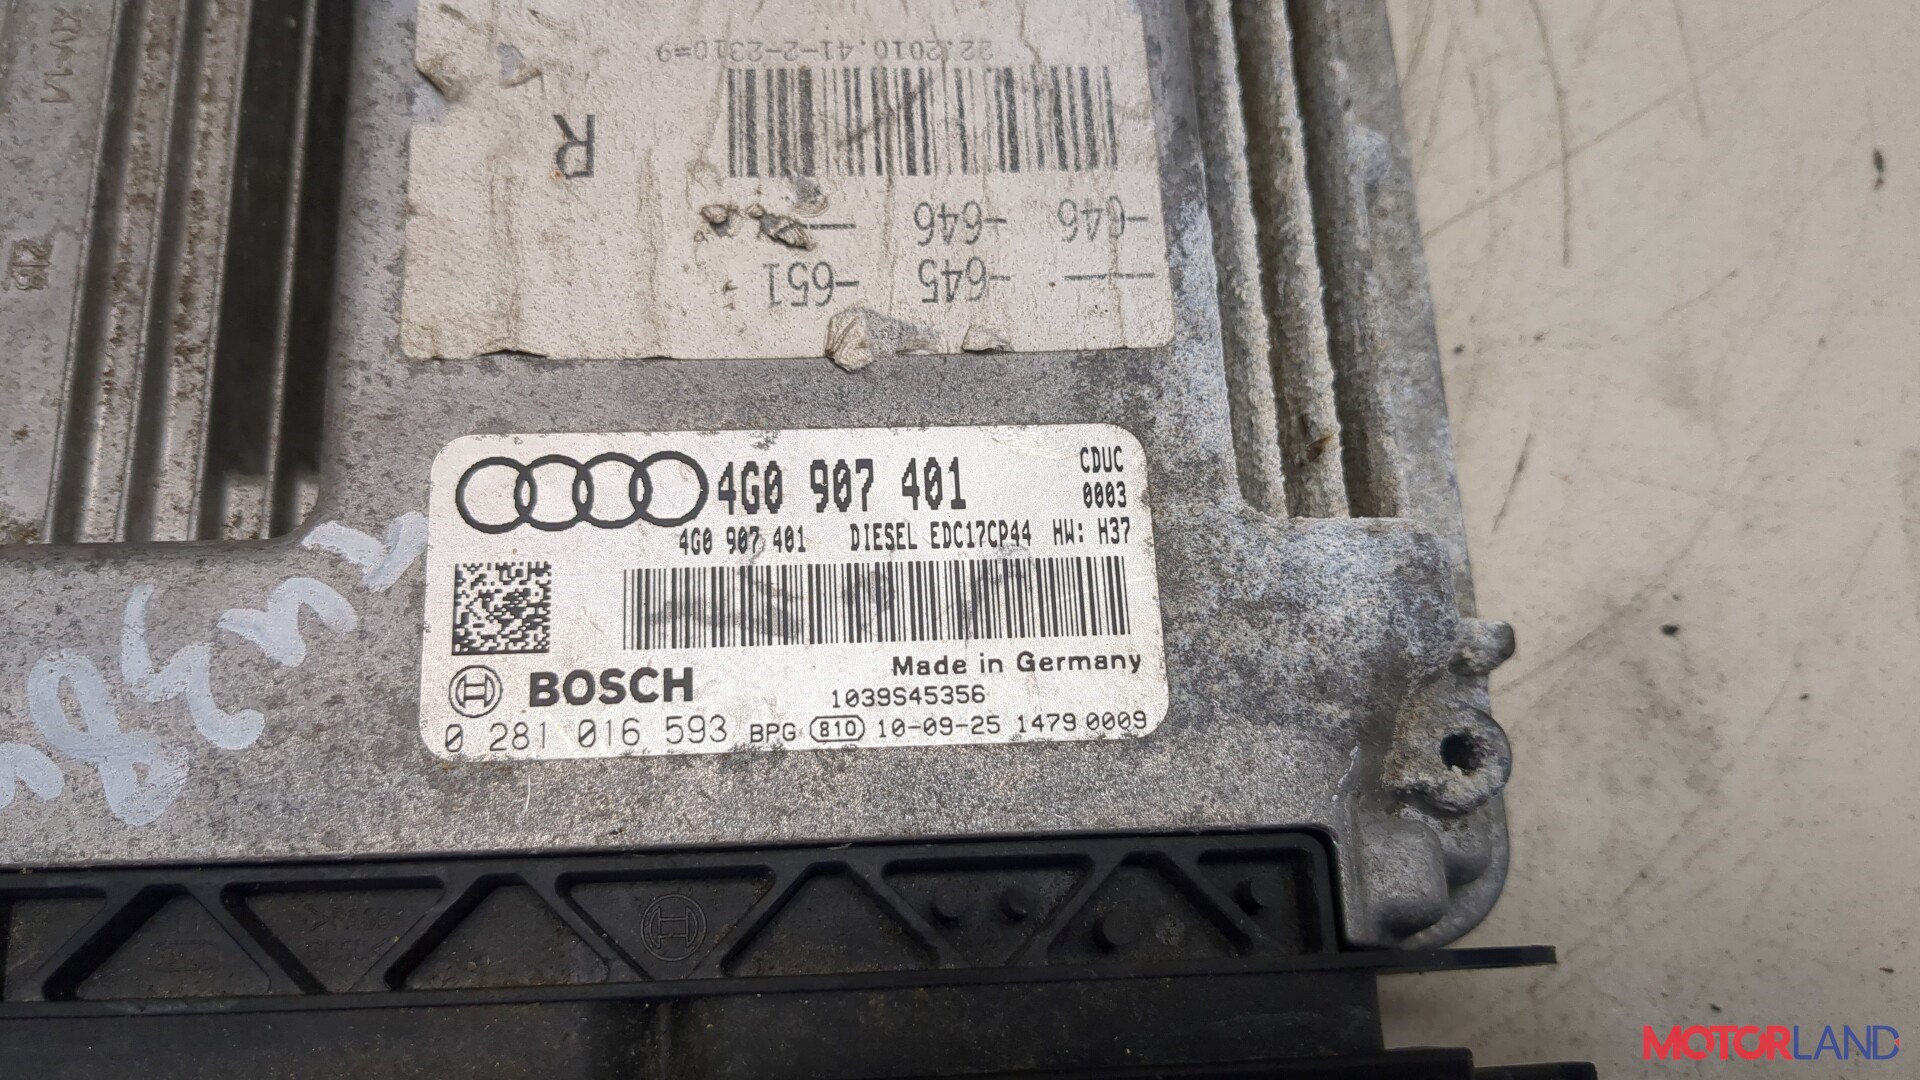 22.2010.41-2-2310=9
R
-646 -646 —
— -645 -651
4G0 907 401
CDUC
0003
4G0 907 401 DIESEL EDC17CP44 HW: H37
Made in Germany
BOSCH
1039S45356
0 281 016 593 BPG 810 10-09-25 1479 0009
MOTORLAND